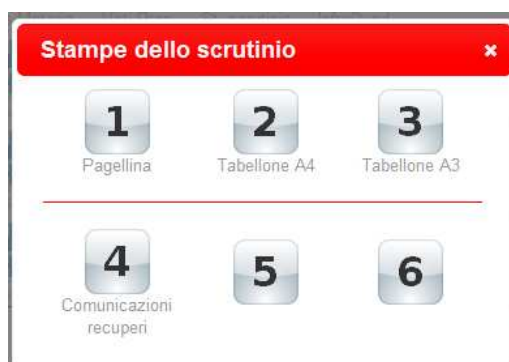 Stampe dello scrutinio ×
1 2 3
Pagellina Tabellone A4 Tabellone A3
4 5 6
Comunicazioni
recuperi